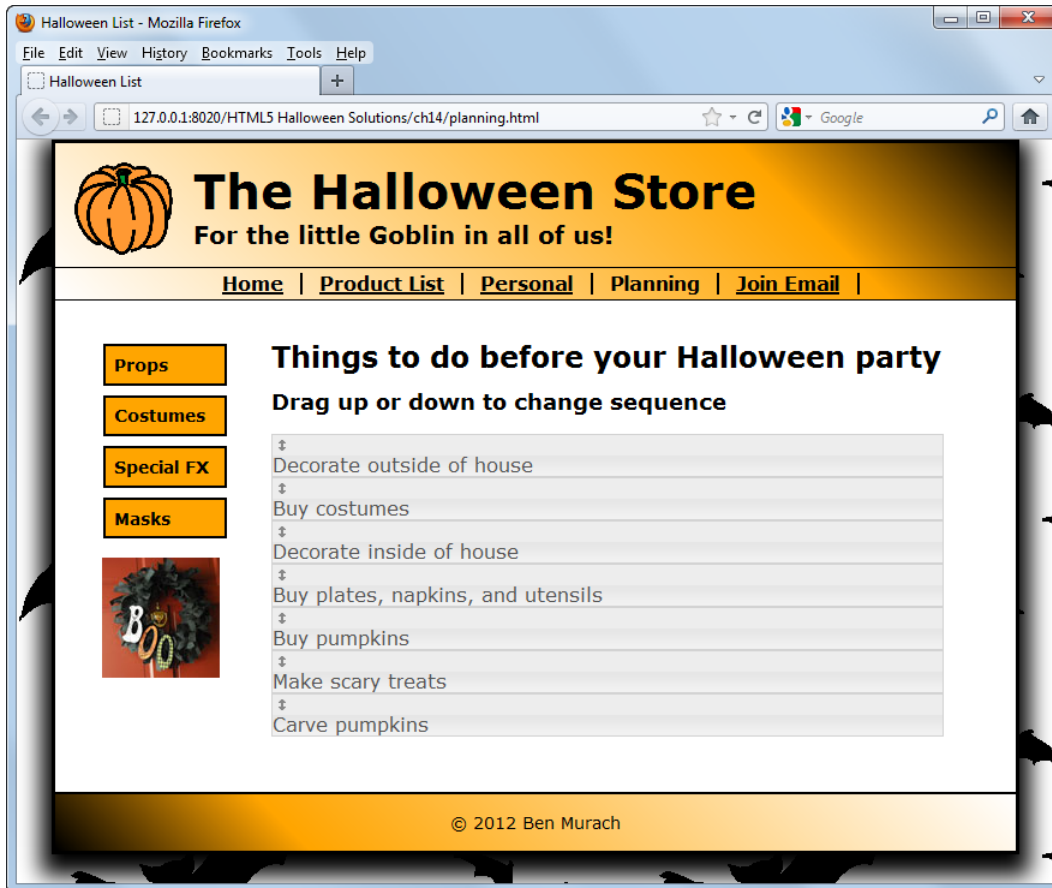 Halloween List - Mozilla Firefox
File Edit View History Bookmarks Tools Help
Halloween List +
127.0.0.1:8020/HTML5 Halloween Solutions/ch14/planning.html Google
The Halloween Store
For the little Goblin in all of us!
Home | Product List | Personal | Planning | Join Email |
Props
Costumes
Special FX
Masks
BOO
Things to do before your Halloween party
Drag up or down to change sequence
Decorate outside of house
Buy costumes
Decorate inside of house
Buy plates, napkins, and utensils
Buy pumpkins
Make scary treats
Carve pumpkins
© 2012 Ben Murach